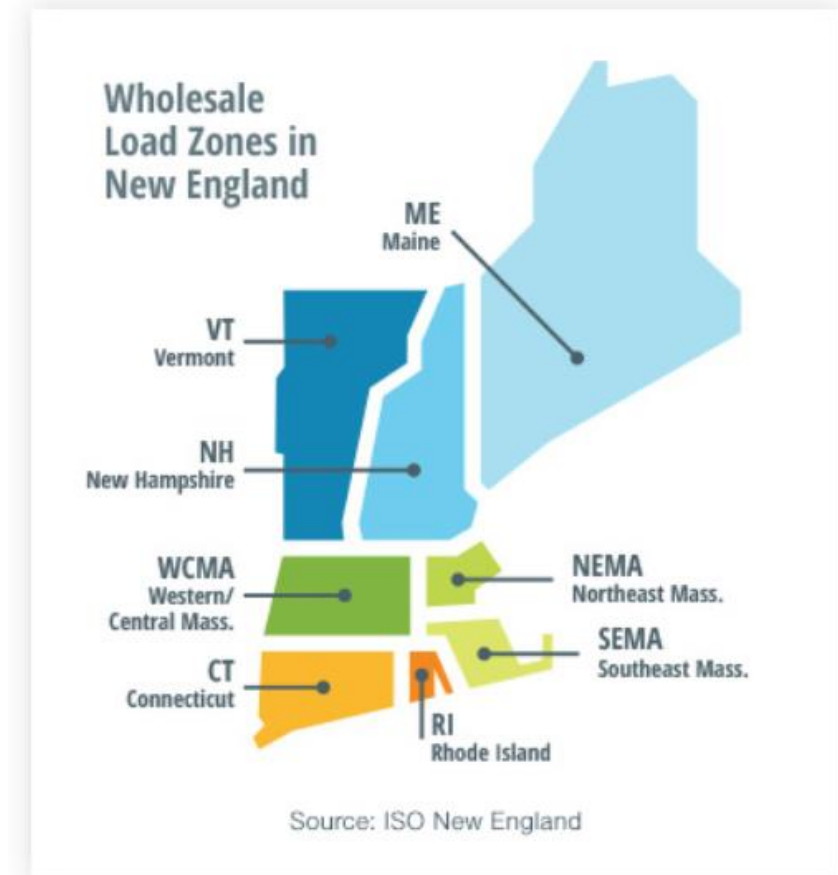 Wholesale
Load Zones in
New England
ME
Maine
VT
Vermont
NH
New Hampshire
WCMA
Western/
Central Mass.
NEMA
Northeast Mass.
SEMA
Southeast Mass.
CT
Connecticut
RI
Rhode Island
Source: ISO New England